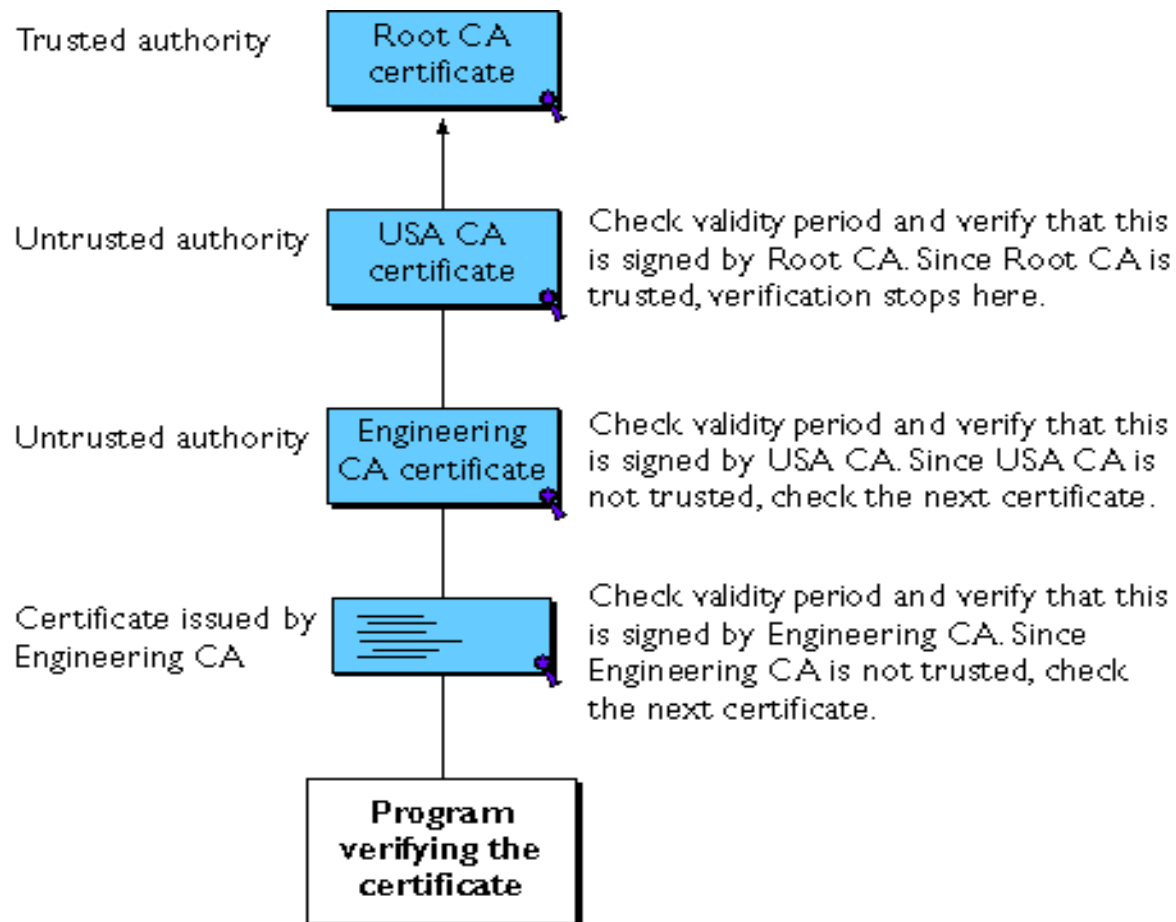 Trusted authority
Root CA
certificate
Untrusted authority
USA CA
certificate
Check validity period and verify that this
is signed by Root CA. Since Root CA is
trusted, verification stops here.
Untrusted authority
Engineering
CA certificate
Check validity period and verify that this
is signed by USA CA. Since USA CA is
not trusted, check the next certificate.
Certificate issued by
Engineering CA
Check validity period and verify that this
is signed by Engineering CA. Since
Engineering CA is not trusted, check
the next certificate.
Program
verifying the
certificate